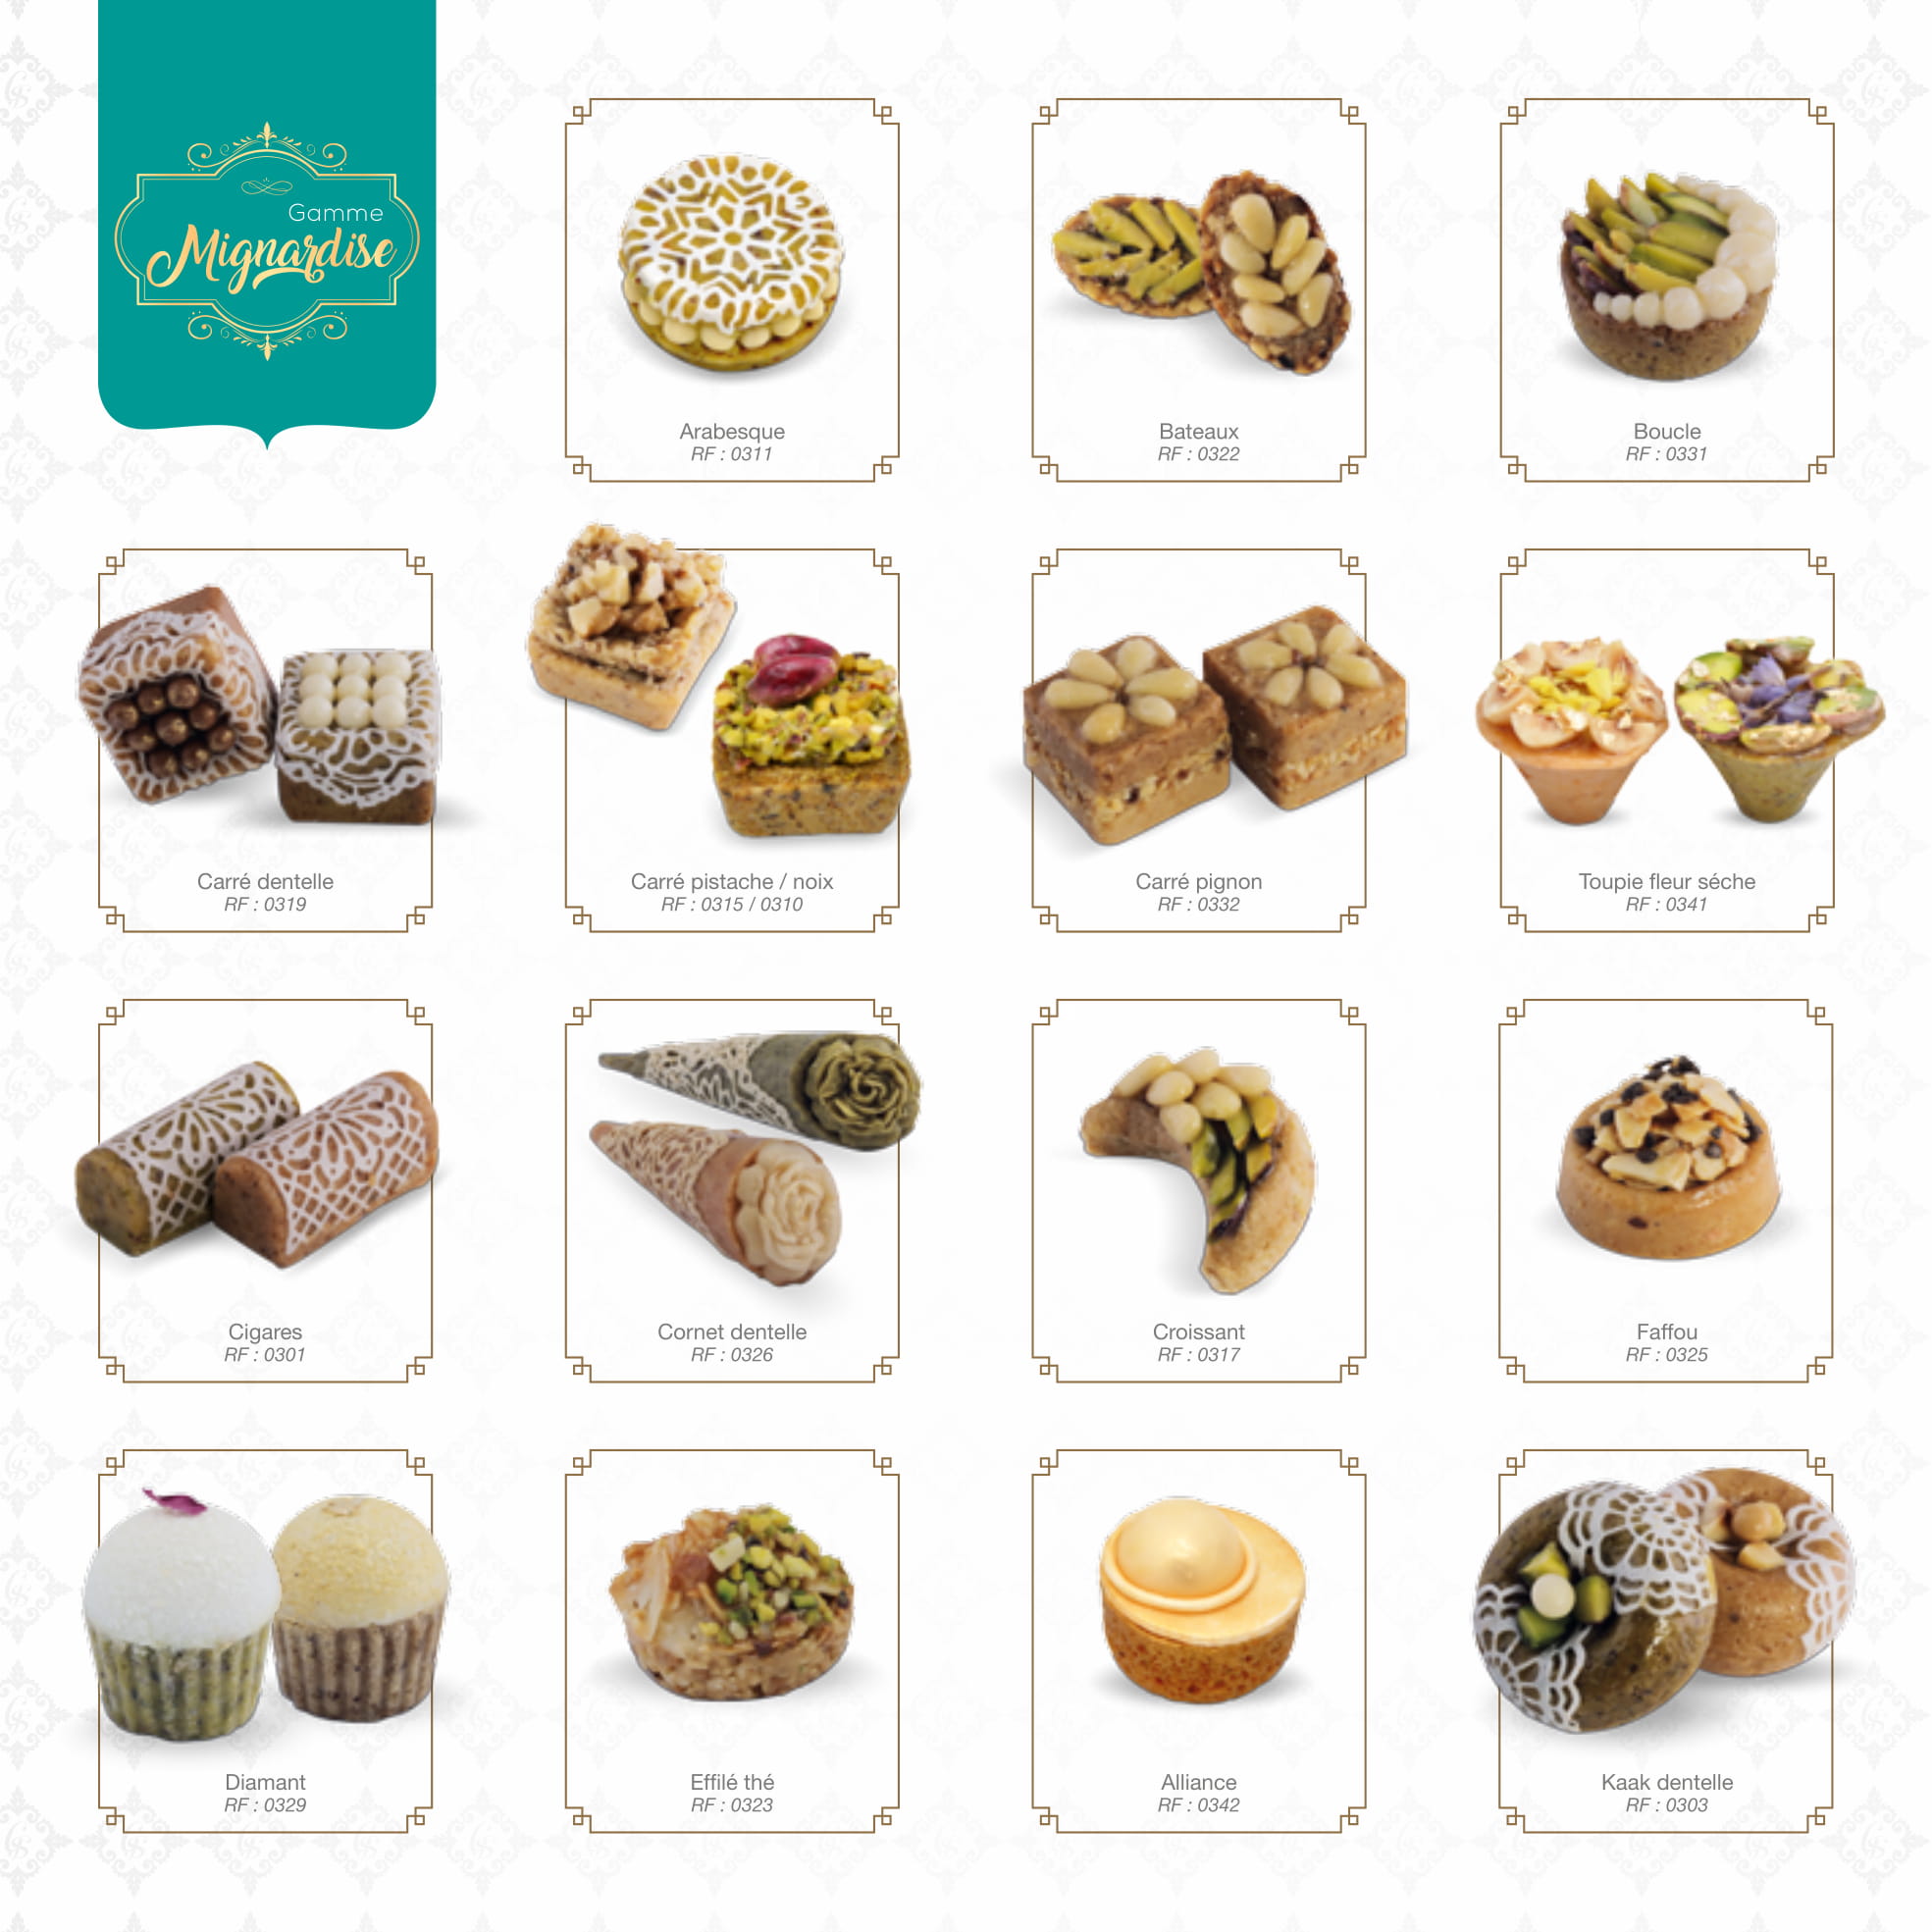 Gamme
Mignardise
Arabesque
RF : 0311
Bateaux
RF : 0322
Boucle
RF : 0331
Carré dentelle
RF : 0319
Carré pistache / noix
RF : 0315 / 0310
Carré pignon
RF : 0332
Toupie fleur séche
RF : 0341
Cigares
RF : 0301
Cornet dentelle
RF : 0326
Croissant
RF : 0317
Faffou
RF : 0325
Diamant
RF : 0329
Effilé thé
RF : 0323
Alliance
RF : 0342
Kaak dentelle
RF : 0303